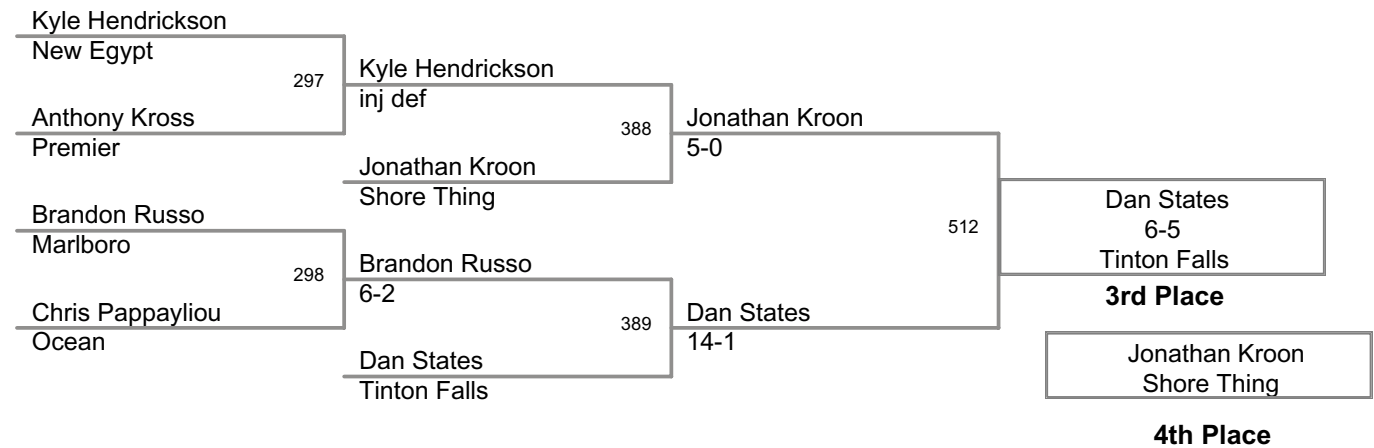 Kyle Hendrickson
New Egypt
297
Kyle Hendrickson
inj def
Anthony Kross
Premier
388
Jonathan Kroon
5-0
Jonathan Kroon
Shore Thing
Brandon Russo
Marlboro
298
Brandon Russo
6-2
Chris Pappayliou
Ocean
389
Dan States
14-1
Dan States
Tinton Falls
512
Dan States
6-5
Tinton Falls
3rd Place
Jonathan Kroon
Shore Thing
4th Place